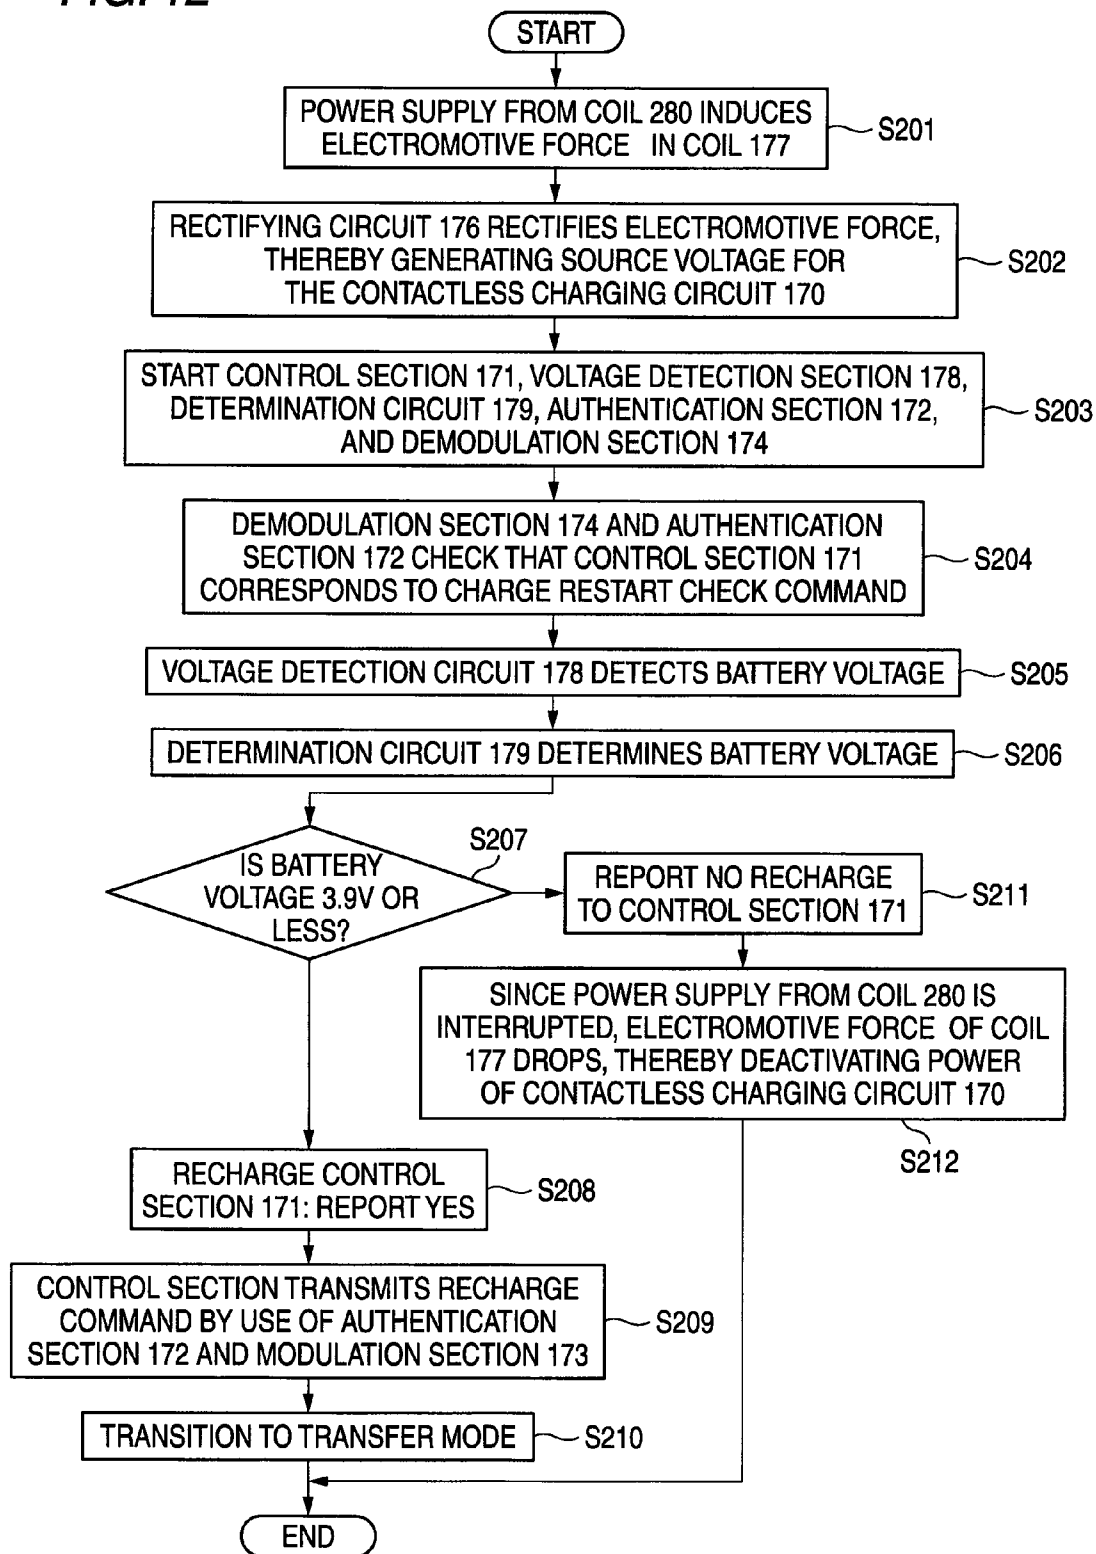 START
POWER SUPPLY FROM COIL 280 INDUCES
ELECTROMOTIVE FORCE IN COIL 177
S201
RECTIFYING CIRCUIT 176 RECTIFIES ELECTROMOTIVE FORCE,
THEREBY GENERATING SOURCE VOLTAGE FOR
THE CONTACTLESS CHARGING CIRCUIT 170
S202
START CONTROL SECTION 171, VOLTAGE DETECTION SECTION 178,
DETERMINATION CIRCUIT 179, AUTHENTICATION SECTION 172,
AND DEMODULATION SECTION 174
S203
DEMODULATION SECTION 174 AND AUTHENTICATION
SECTION 172 CHECK THAT CONTROL SECTION 171
CORRESPONDS TO CHARGE RESTART CHECK COMMAND
S204
VOLTAGE DETECTION CIRCUIT 178 DETECTS BATTERY VOLTAGE
S205
DETERMINATION CIRCUIT 179 DETERMINES BATTERY VOLTAGE
S206
IS BATTERY
VOLTAGE 3.9V OR
LESS?
S207
REPORT NO RECHARGE
TO CONTROL SECTION 171
S211
SINCE POWER SUPPLY FROM COIL 280 IS
INTERRUPTED, ELECTROMOTIVE FORCE OF COIL
177 DROPS, THEREBY DEACTIVATING POWER
OF CONTACTLESS CHARGING CIRCUIT 170
S212
RECHARGE CONTROL
SECTION 171: REPORT YES
S208
CONTROL SECTION TRANSMITS RECHARGE
COMMAND BY USE OF AUTHENTICATION
SECTION 172 AND MODULATION SECTION 173
S209
TRANSITION TO TRANSFER MODE
S210
END